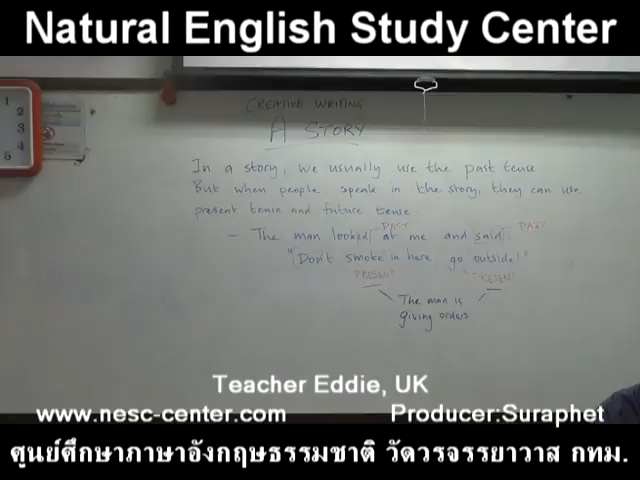 Natural English Study Center
1
2
3
4
5
CREATIVE WRITING
A STORY
In a story, we usually use the past tense
But when people speak in the story, they can use
present tense and future tense.
PAST PAST
- The man looked at me and said
"Don't smoke in here go outside!"
PRESENT PRESENT
The man is
giving orders
Teacher Eddie, UK
www.nesc-center.com Producer:Suraphet
ศูนย์ศึกษาภาษาอังกฤษธรรมชาติ วัดวรจรรยาวาส กทม.